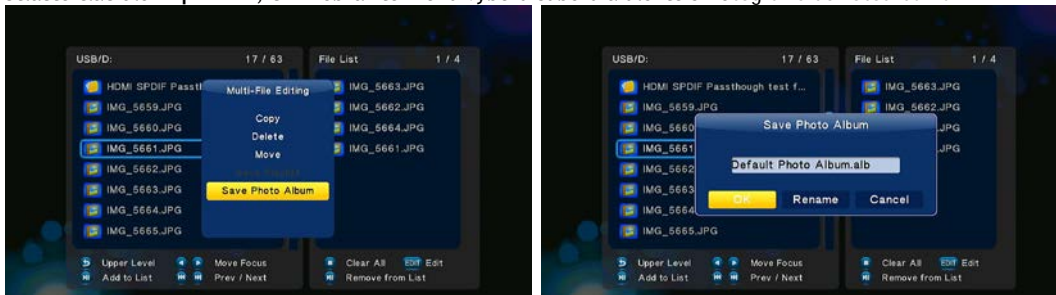 USB/D: 17 / 63 File List 1 / 4
HDMI SPDIF Passth
IMG_5659.JPG
IMG_5660.JPG
IMG_5661.JPG
IMG_5662.JPG
IMG_5663.JPG
IMG_5664.JPG
IMG_5665.JPG
Multi-File Editing
Copy
Delete
Move
Save Photo Album
IMG_5663.JPG
IMG_5662.JPG
IMG_5664.JPG
IMG_5661.JPG
Upper Level Move Focus Clear All EDIT Edit
Add to List Prev / Next Remove from List
USB/D: 17 / 63 File List 1 / 4
HDMI SPDIF Passthough test f...
IMG_5659.JPG
IMG_5660
IMG_5661
IMG_5662
IMG_5663
IMG_5664
IMG_5665.JPG
Save Photo Album
Default Photo Album.alb
OK Rename Cancel
IMG_5663.JPG
IMG_5662.JPG
.JPG
.JPG
Upper Level Move Focus Clear All EDIT Edit
Add to List Prev / Next Remove from List